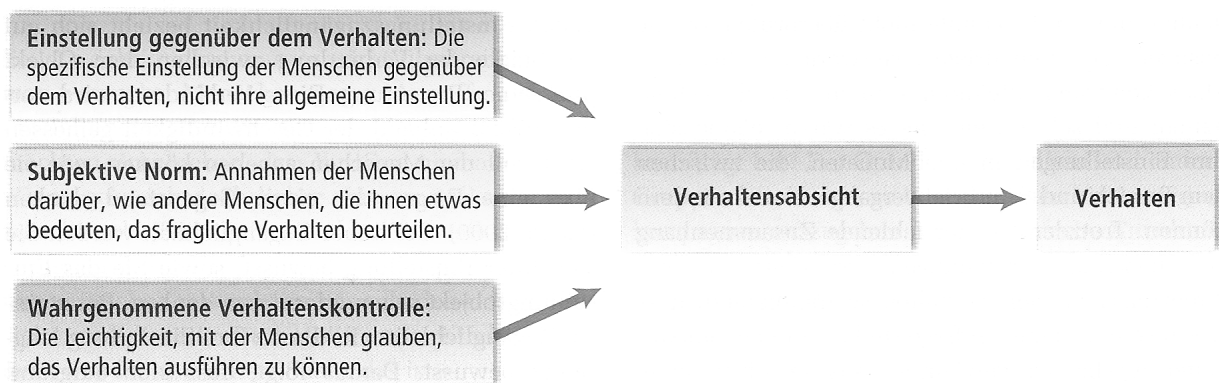 Einstellung gegenüber dem Verhalten: Die
spezifische Einstellung der Menschen gegenüber
dem Verhalten, nicht ihre allgemeine Einstellung.
Subjektive Norm: Annahmen der Menschen
darüber, wie andere Menschen, die ihnen etwas
bedeuten, das fragliche Verhalten beurteilen.
Wahrgenommene Verhaltenskontrolle:
Die Leichtigkeit, mit der Menschen glauben,
das Verhalten ausführen zu können.
Verhaltensabsicht
Verhalten